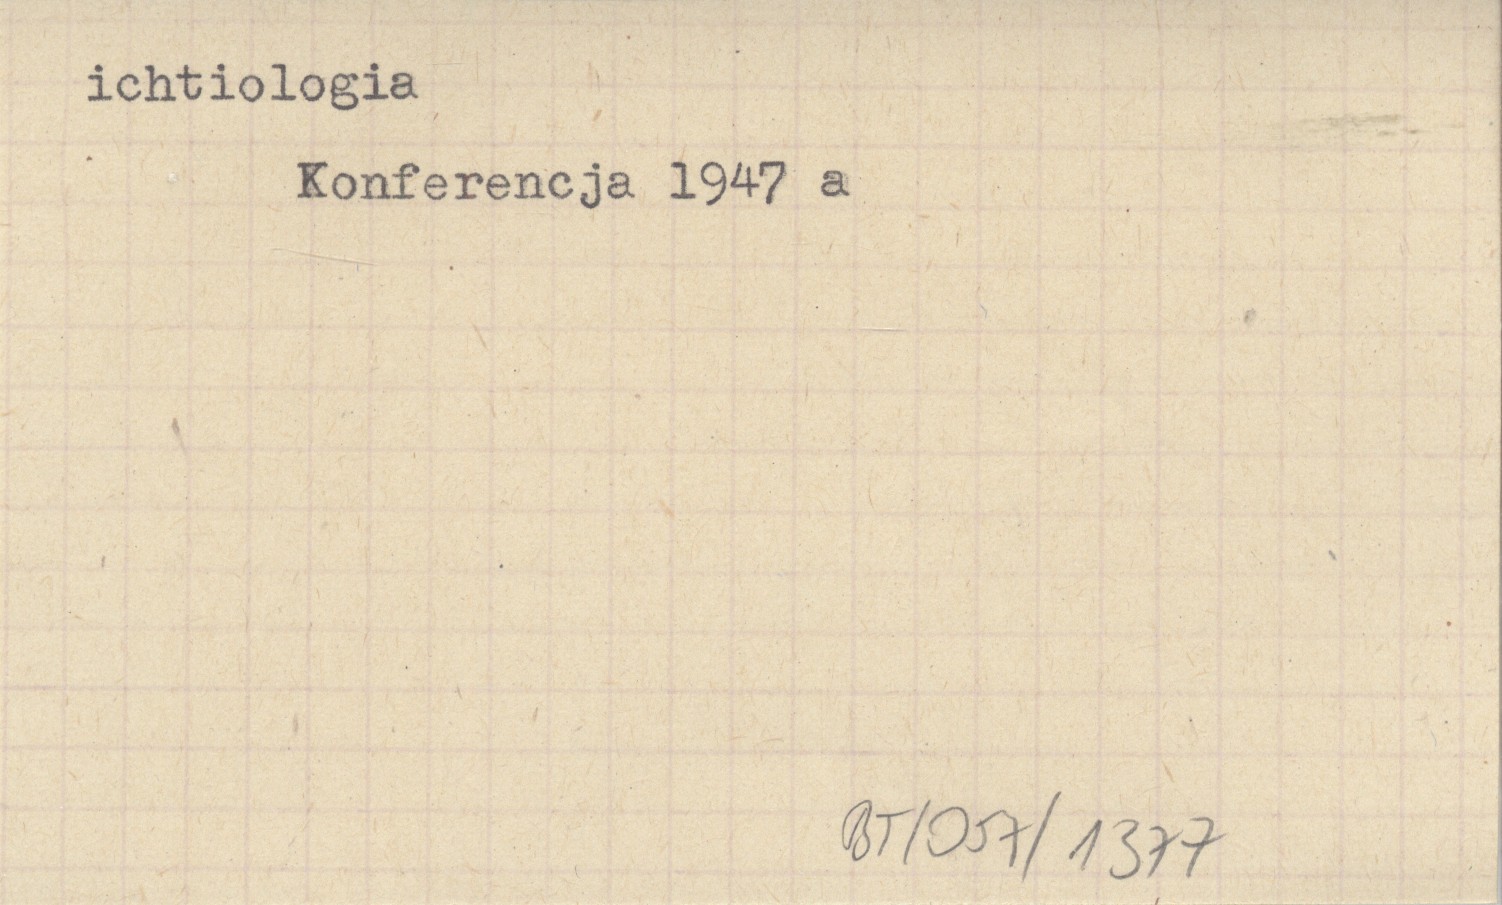 ichtiologia
Konferencja 1947 a
BT/057/1377